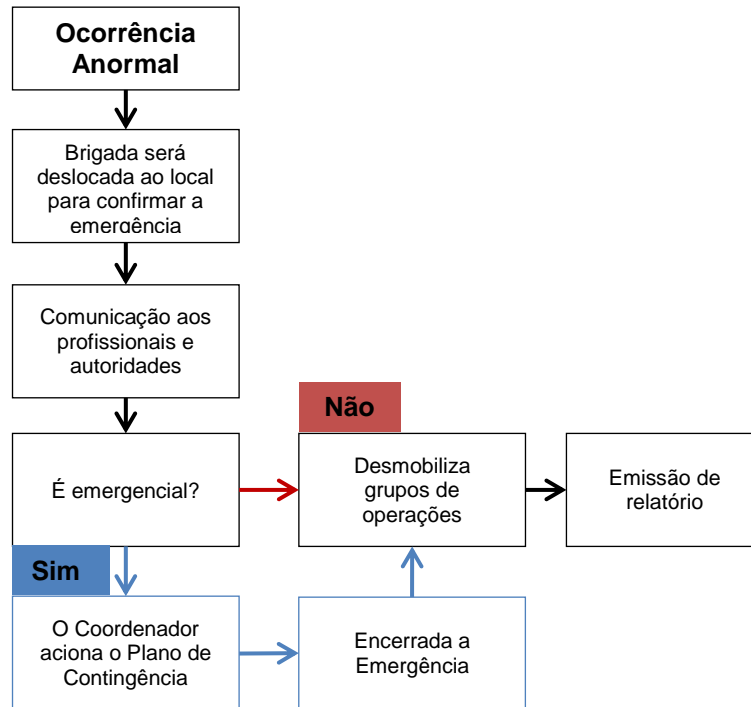 Ocorrência
Anormal
Brigada será
deslocada ao local
para confirmar a
emergência
Comunicação aos
profissionais e
autoridades
Não
É emergencial?
Desmobiliza
grupos de
operações
Emissão de
relatório
Sim
O Coordenador
aciona o Plano de
Contingência
Encerrada a
Emergência